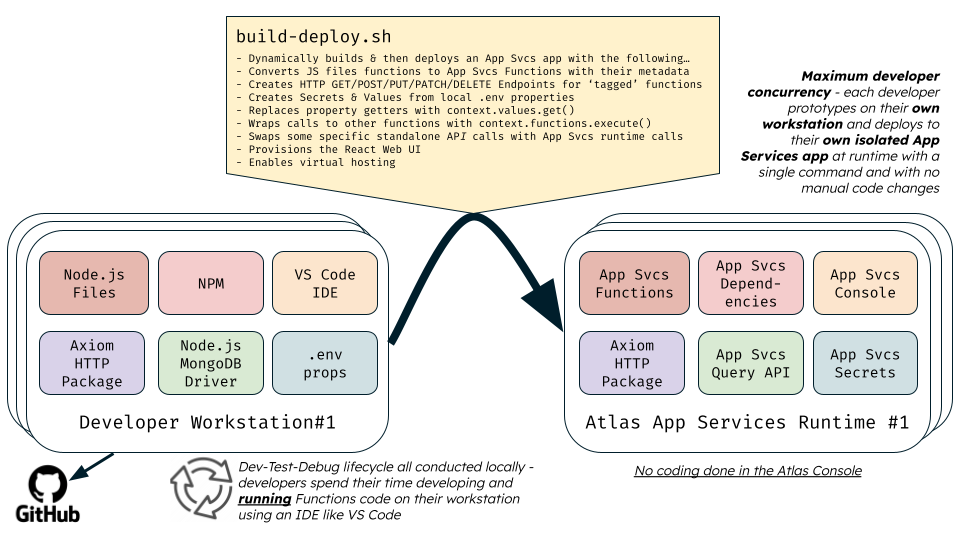 build-deploy.sh
- Dynamically builds & then deploys an App Svcs app with the following…
- Converts JS files functions to App Svcs Functions with their metadata
- Creates HTTP GET/POST/PUT/PATCH/DELETE Endpoints for ‘tagged’ functions
- Creates Secrets & Values from local .env properties
- Replaces property getters with context.values.get()
- Wraps calls to other functions with context.functions.execute()
- Swaps some specific standalone API calls with App Svcs runtime calls
- Provisions the React Web UI
- Enables virtual hosting
Maximum developer
concurrency - each developer
prototypes on their own
workstation and deploys to
their own isolated App
Services app at runtime with a
single command and with no
manual code changes
Node.js
Files
NPM
VS Code
IDE
Axiom
HTTP
Package
Node.js
MongoDB
Driver
.env
props
Developer Workstation#1
App Svcs
Functions
App Svcs
Depend-
encies
App Svcs
Console
Axiom
HTTP
Package
App Svcs
Query API
App Svcs
Secrets
Atlas App Services Runtime #1
GitHub
Dev-Test-Debug lifecycle all conducted locally -
developers spend their time developing and
running Functions code on their workstation
using an IDE like VS Code
No coding done in the Atlas Console